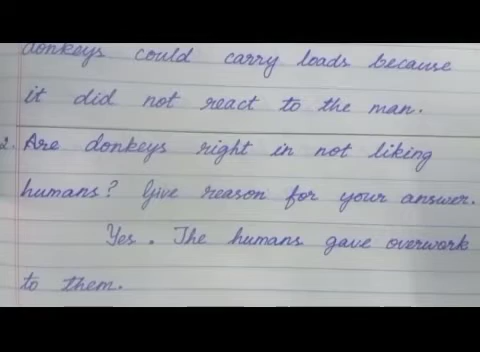 donkeys could carry loads because
it did not react to the man.
2. Are donkeys right in not liking
humans? Give reason for your answer.
Yes. The humans gave overwork
to them.